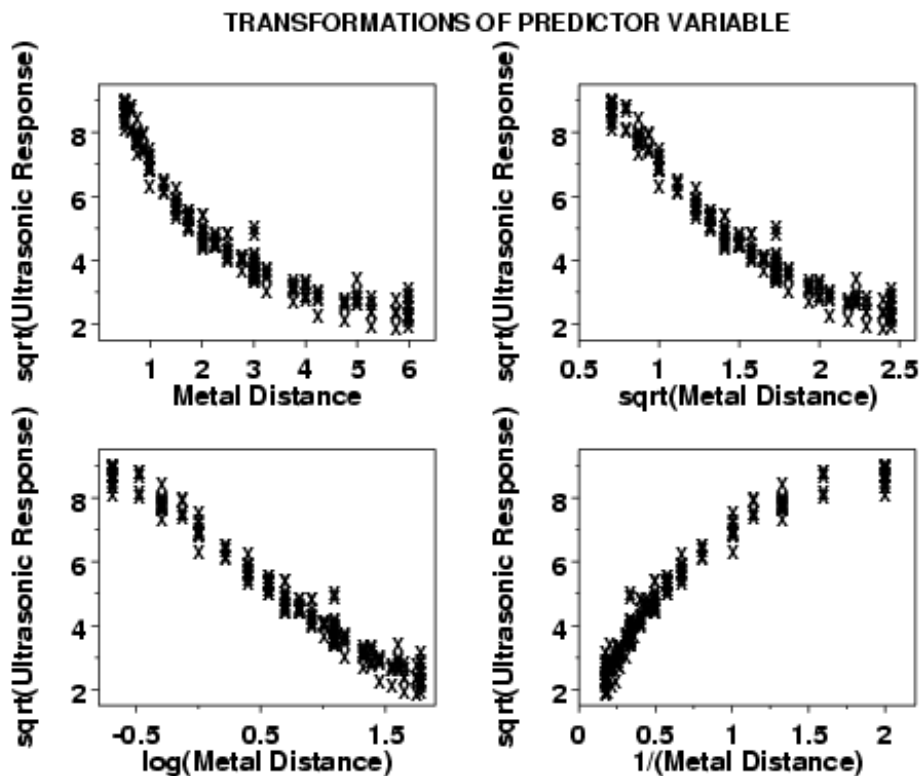 TRANSFORMATIONS OF PREDICTOR VARIABLE
sqrt(Ultrasonic Response)
8
6
4
2
1 2 3 4 5 6
Metal Distance
sqrt(Ultrasonic Response)
8
6
4
2
0.5 1 1.5 2 2.5
sqrt(Metal Distance)
sqrt(Ultrasonic Response)
8
6
4
2
-0.5 0.5 1.5
log(Metal Distance)
sqrt(Ultrasonic Response)
8
6
4
2
0 0.5 1 1.5 2
1/(Metal Distance)